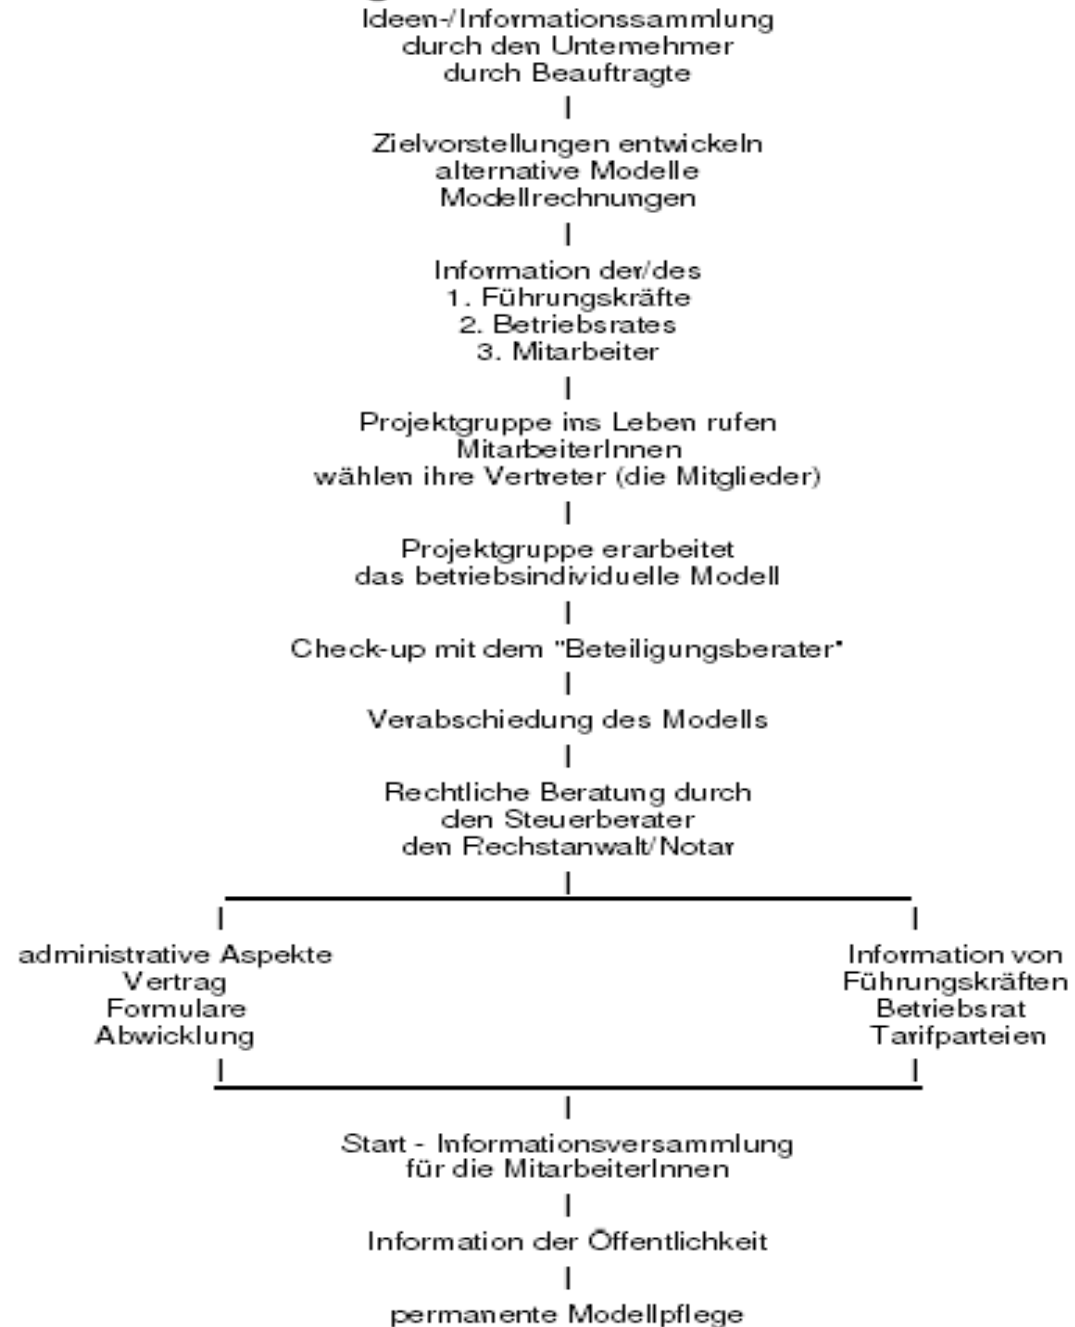 Ideen-/Informationssammlung
durch den Unternehmer
durch Beauftragte
Zielvorstellungen entwickeln
alternative Modelle
Modellrechnungen
Information der/des
1. Führungskräfte
2. Betriebsrates
3. Mitarbeiter
Projektgruppe ins Leben rufen
MitarbeiterInnen
wählen ihre Vertreter (die Mitglieder)
Projektgruppe erarbeitet
das betriebsindividuelle Modell
Check-up mit dem "Beteiligungsberater"
Verabschiedung des Modells
Rechtliche Beratung durch
den Steuerberater
den Rechstanwalt/Notar
administrative Aspekte
Vertrag
Formulare
Abwicklung
Information von
Führungskräften
Betriebsrat
Tarifparteien
Start - Informationsversammlung
für die MitarbeiterInnen
Information der Öffentlichkeit
permanente Modellpflege